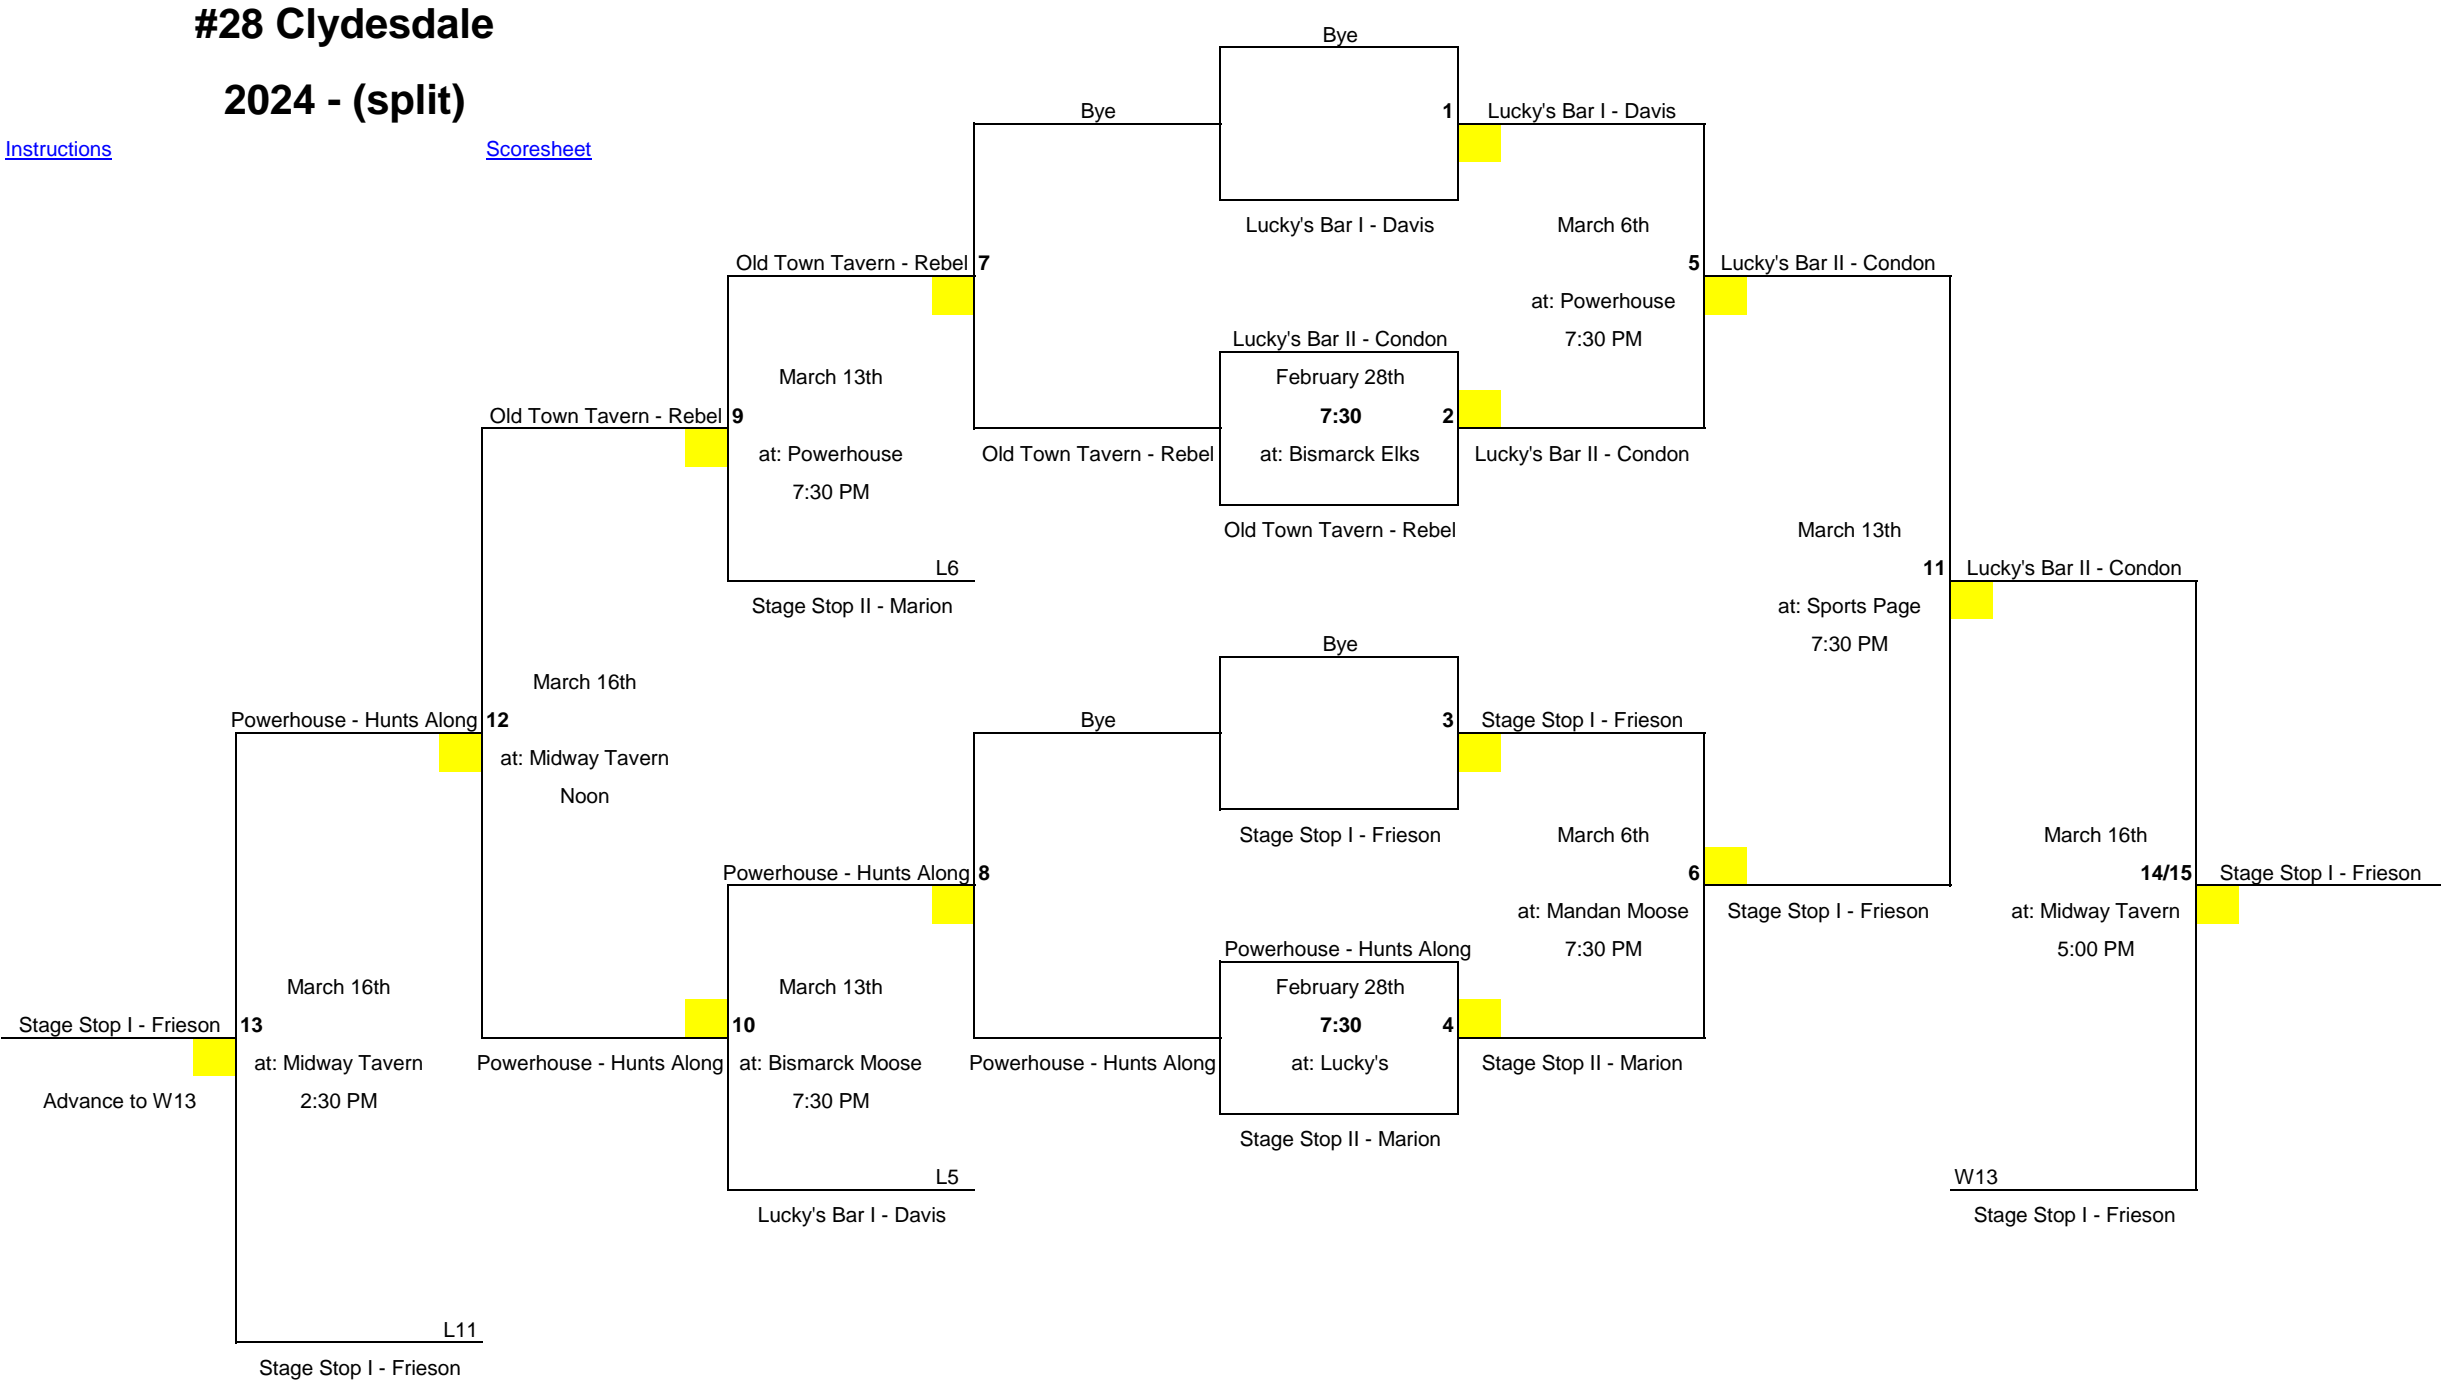 #28 Clydesdale
Bye
2024 - (split)
Bye
1
Lucky's Bar I - Davis
Instructions
Scoresheet
Lucky's Bar I - Davis
March 6th
Old Town Tavern - Rebel
7
5
Lucky's Bar II - Condon
at: Powerhouse
Lucky's Bar II - Condon
7:30 PM
March 13th
February 28th
Old Town Tavern - Rebel
9
7:30
2
at: Powerhouse
Old Town Tavern - Rebel
at: Bismarck Elks
Lucky's Bar II - Condon
7:30 PM
Old Town Tavern - Rebel
March 13th
L6
11
Lucky's Bar II - Condon
Stage Stop II - Marion
at: Sports Page
Bye
7:30 PM
March 16th
Powerhouse - Hunts Along
12
Bye
3
Stage Stop I - Frieson
at: Midway Tavern
Noon
Stage Stop I - Frieson
March 6th
March 16th
Powerhouse - Hunts Along
8
6
14/15
Stage Stop I - Frieson
at: Mandan Moose
Stage Stop I - Frieson
at: Midway Tavern
Powerhouse - Hunts Along
7:30 PM
5:00 PM
March 16th
March 13th
February 28th
Stage Stop I - Frieson
13
10
7:30
4
at: Midway Tavern
Powerhouse - Hunts Along
at: Bismarck Moose
Powerhouse - Hunts Along
at: Lucky's
Stage Stop II - Marion
Advance to W13
2:30 PM
7:30 PM
Stage Stop II - Marion
L5
W13
Lucky's Bar I - Davis
Stage Stop I - Frieson
L11
Stage Stop I - Frieson